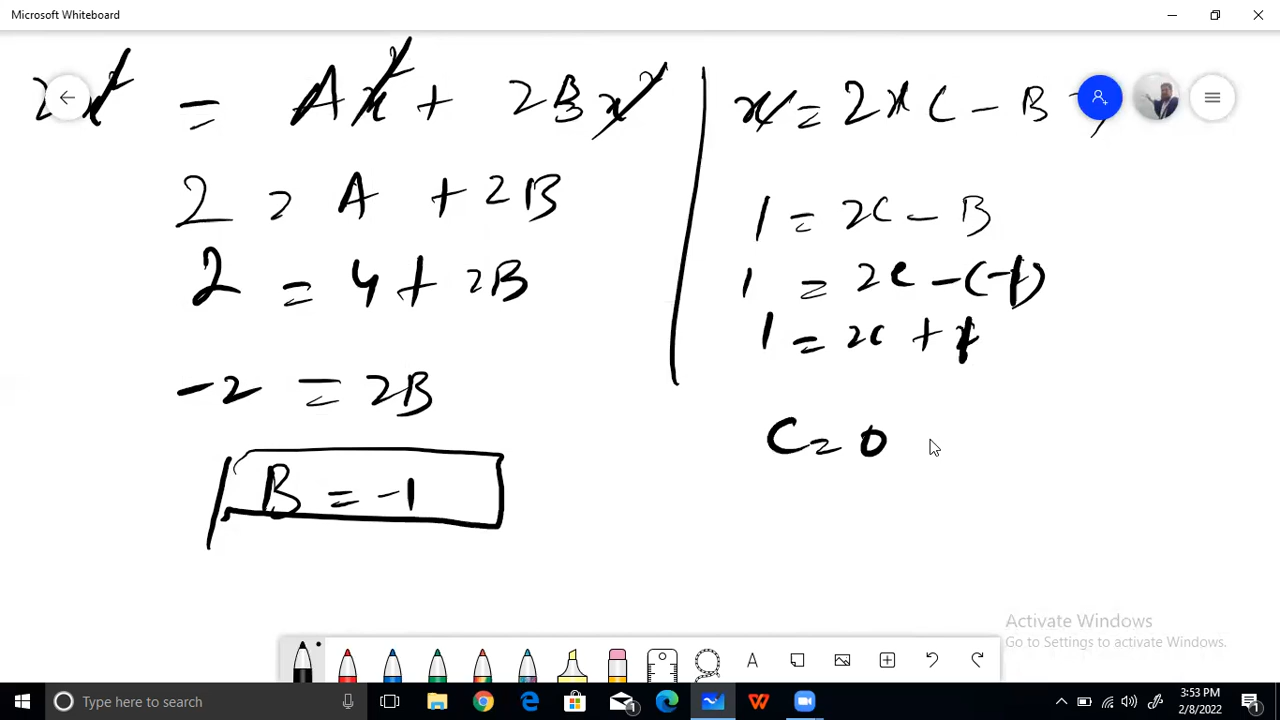 Microsoft Whiteboard
2x² = Ax² + 2Bx²
2 = A + 2B
2 = 4 + 2B
-2 = 2B
B = -1
x = 2xC - B
1 = 2C - B
1 = 2C - (-1)
1 = 2C + 1
C = 0
Activate Windows
Go to Settings to activate Windows.
Type here to search
3:53 PM
2/8/2022